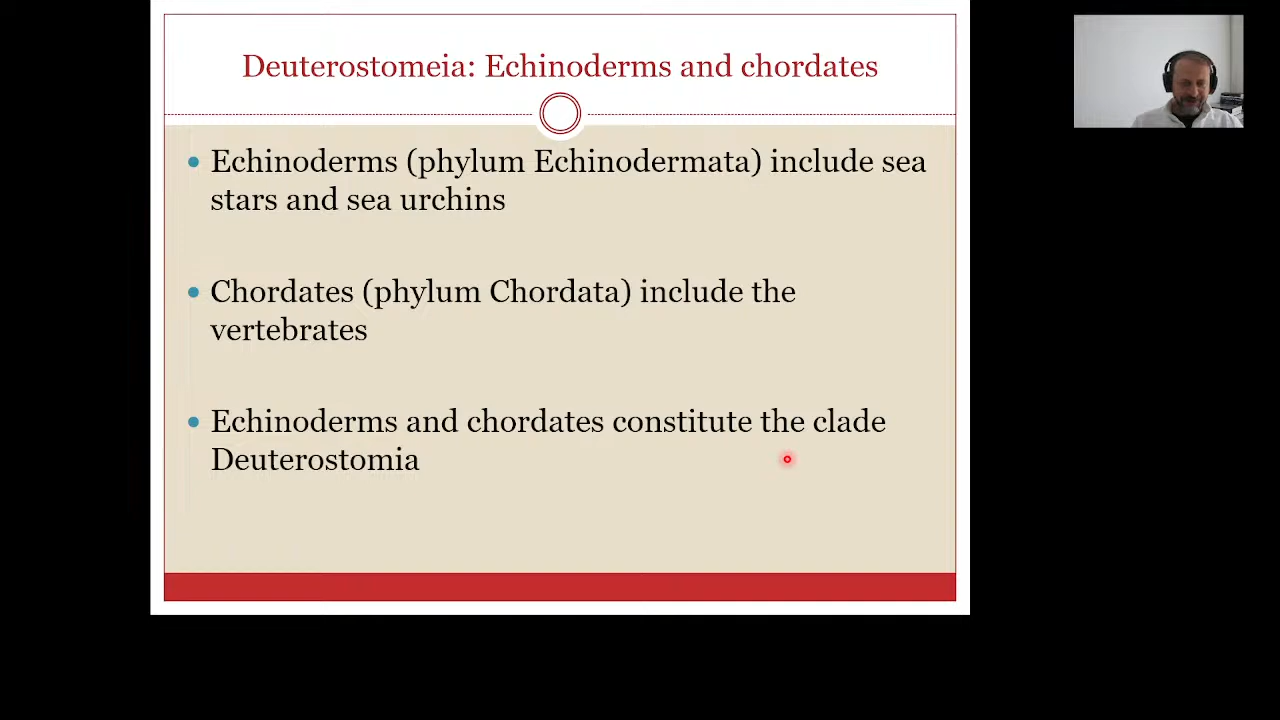 Deuterostomeia: Echinoderms and chordates
Echinoderms (phylum Echinodermata) include sea
stars and sea urchins
Chordates (phylum Chordata) include the
vertebrates
Echinoderms and chordates constitute the clade
Deuterostomia